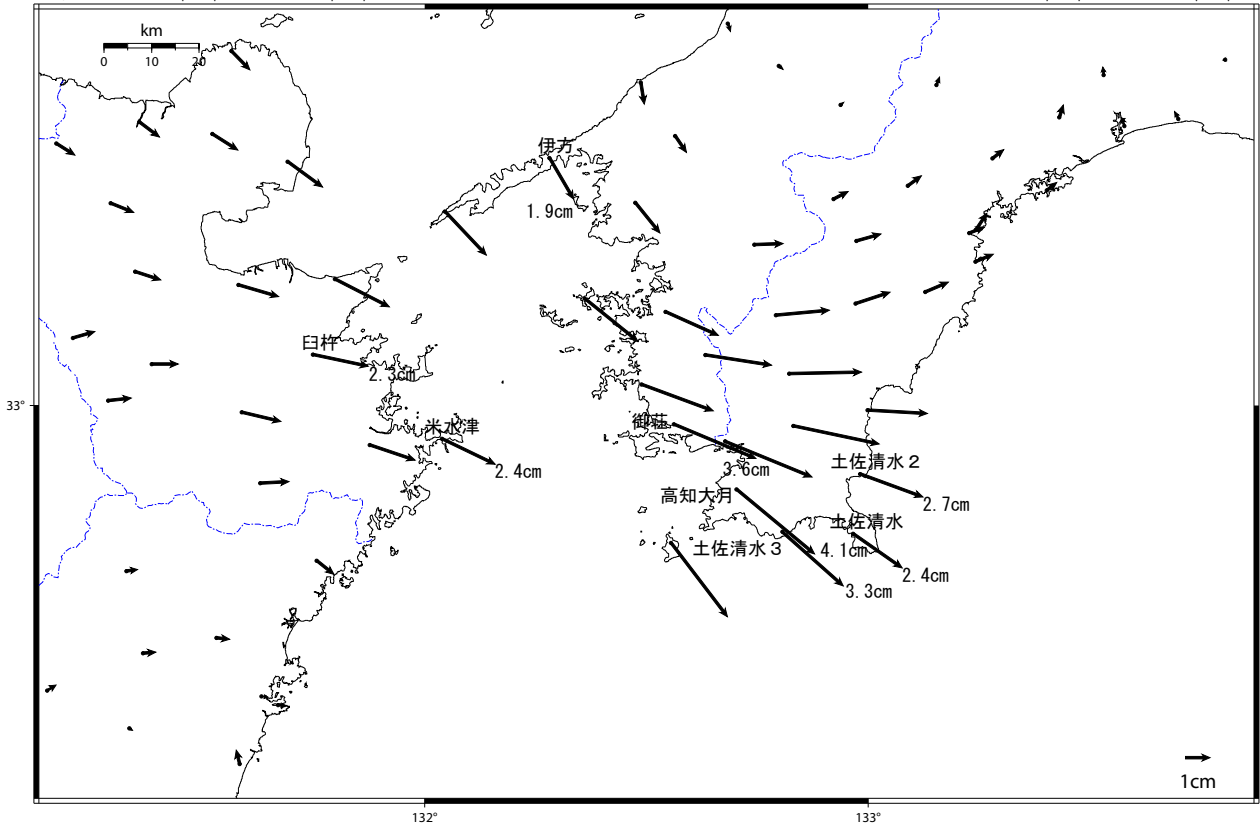 km
0 10 20
伊方
1.9cm
臼杵
2.3cm
33°
御荘
米水津
3.6cm
2.4cm
土佐清水２
高知大月
2.7cm
土佐清水
土佐清水３
4.1cm
2.4cm
3.3cm
1cm
132°
133°